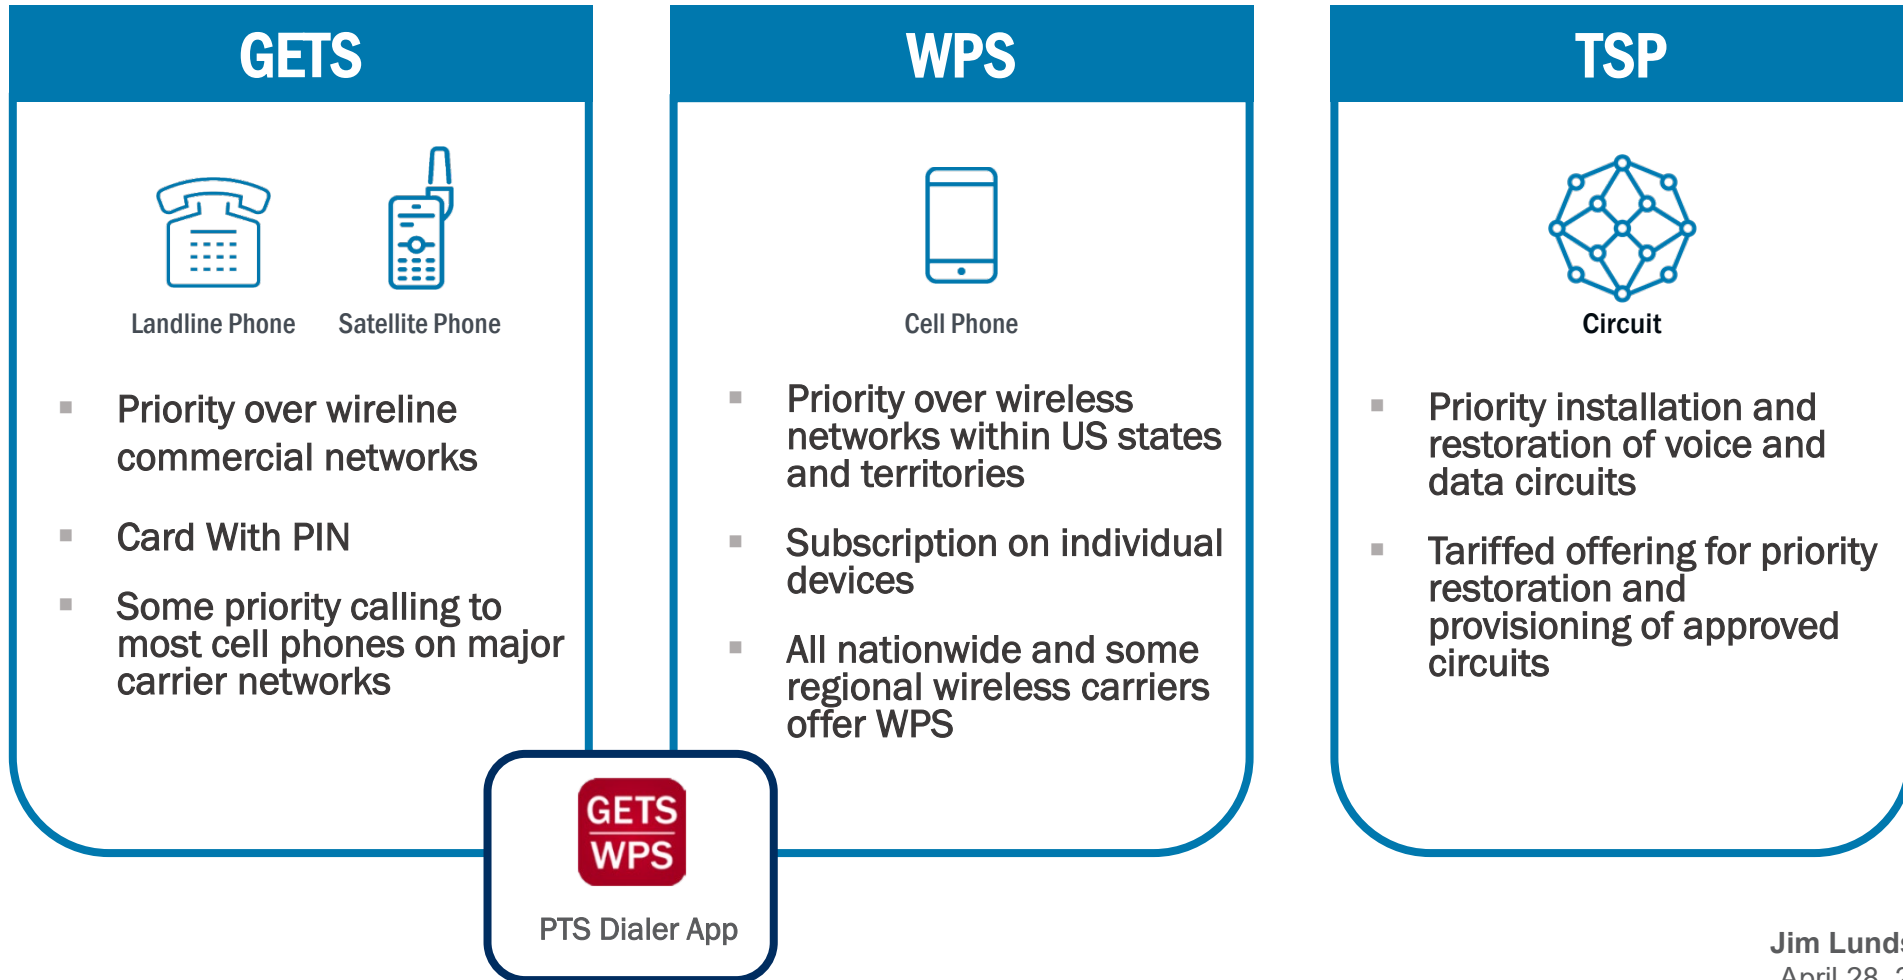 GETS
Landline Phone
Satellite Phone
Priority over wireline
commercial networks
Card With PIN
Some priority calling to
most cell phones on major
carrier networks
WPS
Cell Phone
Priority over wireless
networks within US states
and territories
Subscription on individual
devices
All nationwide and some
regional wireless carriers
offer WPS
GETS
WPS
PTS Dialer App
TSP
Circuit
Priority installation and
restoration of voice and
data circuits
Tariffed offering for priority
restoration and
provisioning of approved
circuits
Jim
April 28,